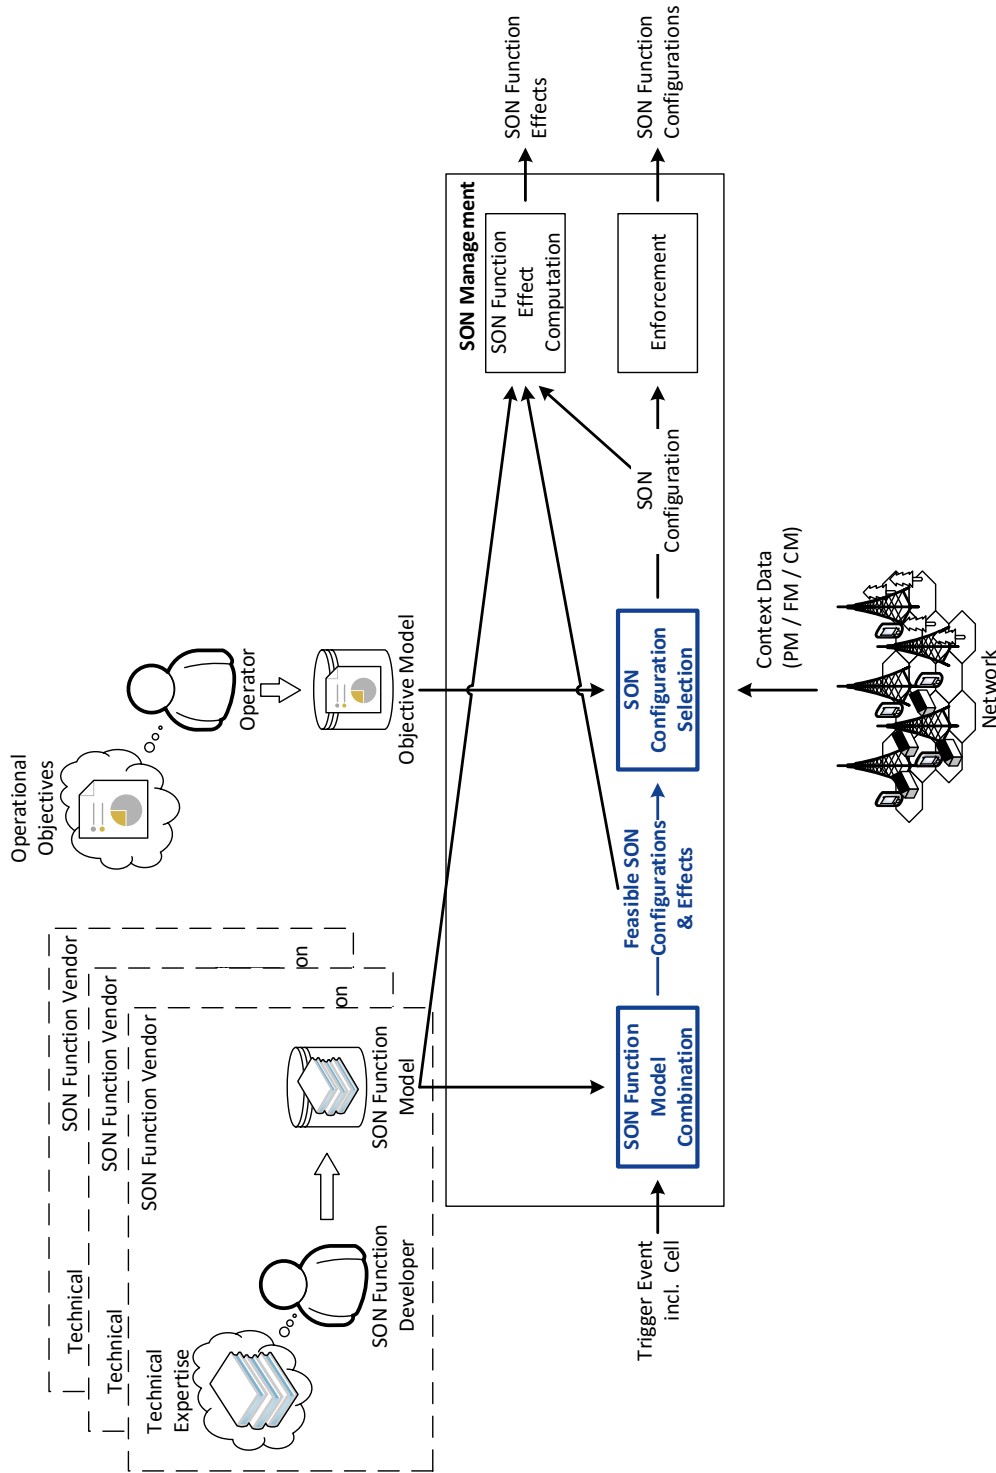 Operational
Objectives
Operator
Objective Model
SON Function Vendor
Technical
on
SON Function Vendor
Technical
on
SON Function Vendor
Technical
Expertise
SON Function
Developer
SON Function
Model
SON Management
SON Function
Effect
Computation
SON Function
Effects
Trigger Event
incl. Cell
SON Function
Model
Combination
Feasible SON
Configurations
& Effects
SON
Configuration
Selection
SON
Configuration
Enforcement
SON Function
Configurations
Context Data
(PM / FM / CM)
Network